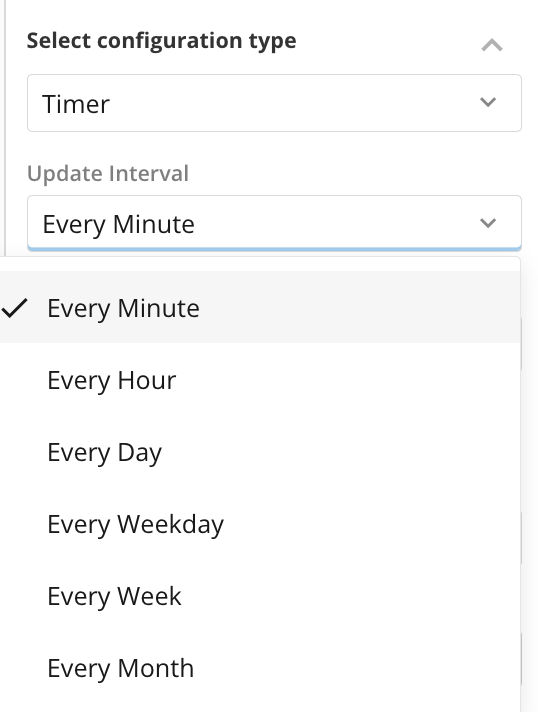 Select configuration type
Timer
Update Interval
Every Minute
Every Minute
Every Hour
Every Day
Every Weekday
Every Week
Every Month